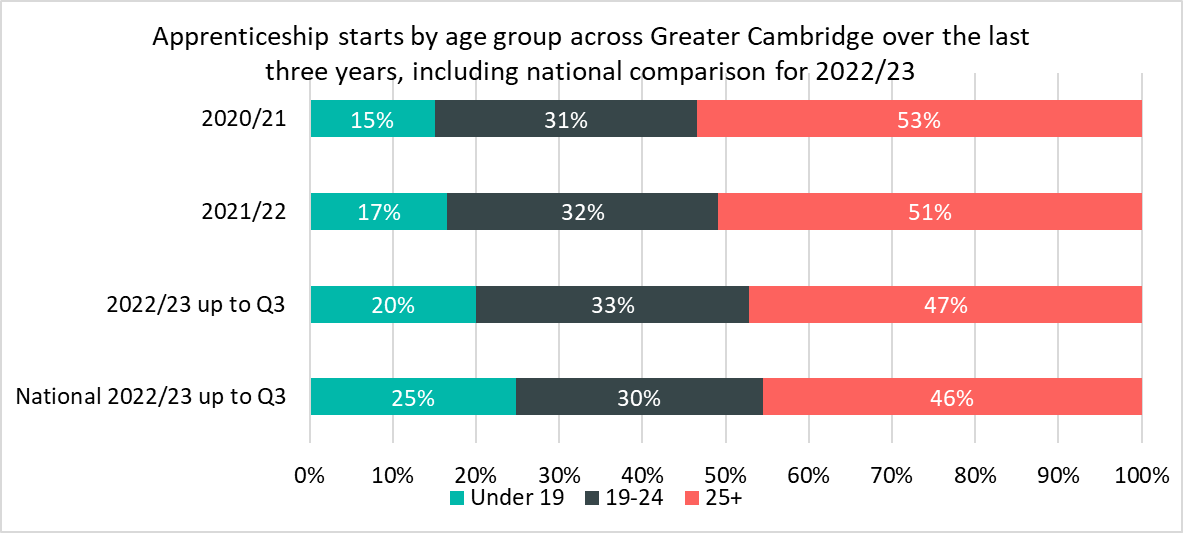 Apprenticeship starts by age group across Greater Cambridge over the last
three years, including national comparison for 2022/23
2020/21
15%
31%
53%
2021/22
17%
32%
51%
2022/23 up to Q3
20%
33%
47%
National 2022/23 up to Q3
25%
30%
46%
0% 10% 20% 30% 40% 50% 60% 70% 80% 90% 100%
Under 19 19-24 25+